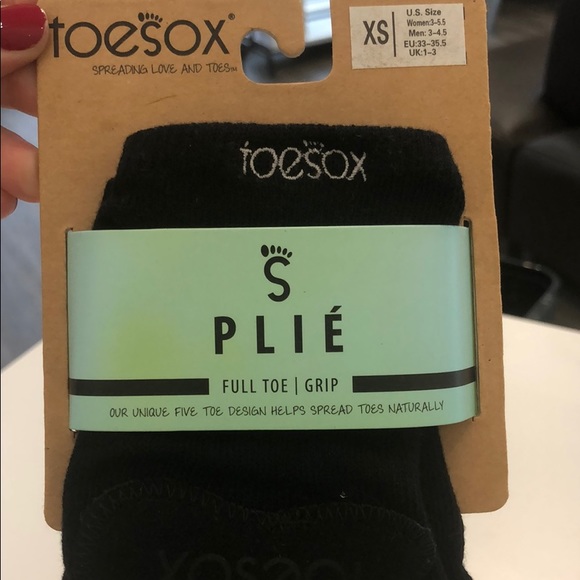 toesox®
SPREADING LOVE AND TOES™
XS
U.S. Size
Women:3-5.5
Men: 3-4.5
EU:33-35.5
UK:1-3
toesox
S
PLIÉ
FULL TOE | GRIP
OUR UNIQUE FIVE TOE DESIGN HELPS SPREAD TOES NATURALLY